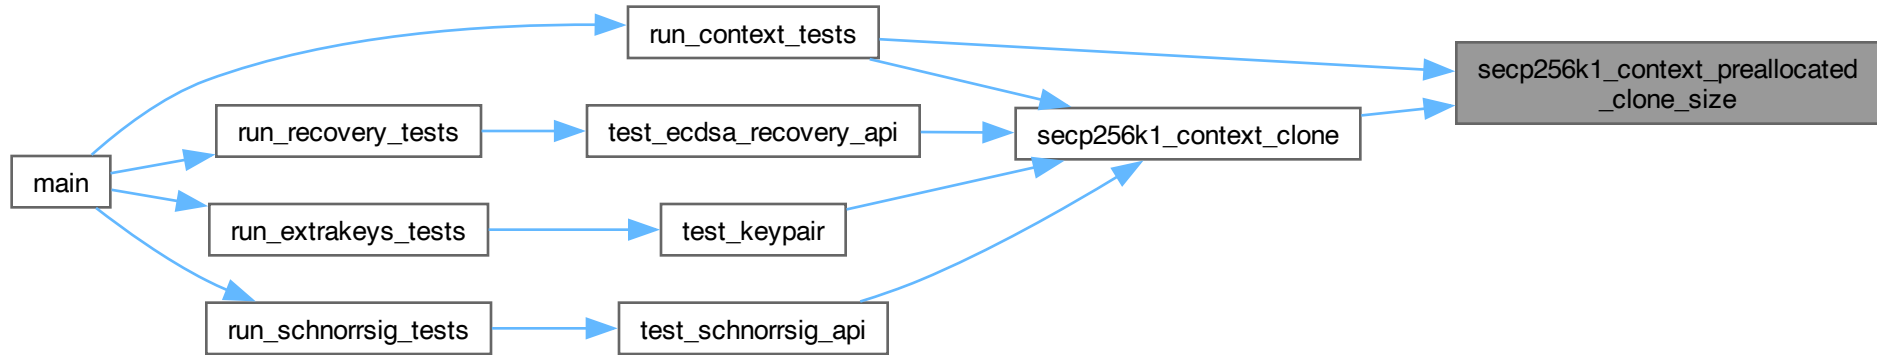 run_context_tests
secp256k1_context_preallocated
_clone_size
run_recovery_tests
test_ecdsa_recovery_api
secp256k1_context_clone
main
run_extrakeys_tests
test_keypair
run_schnorrsig_tests
test_schnorrsig_api